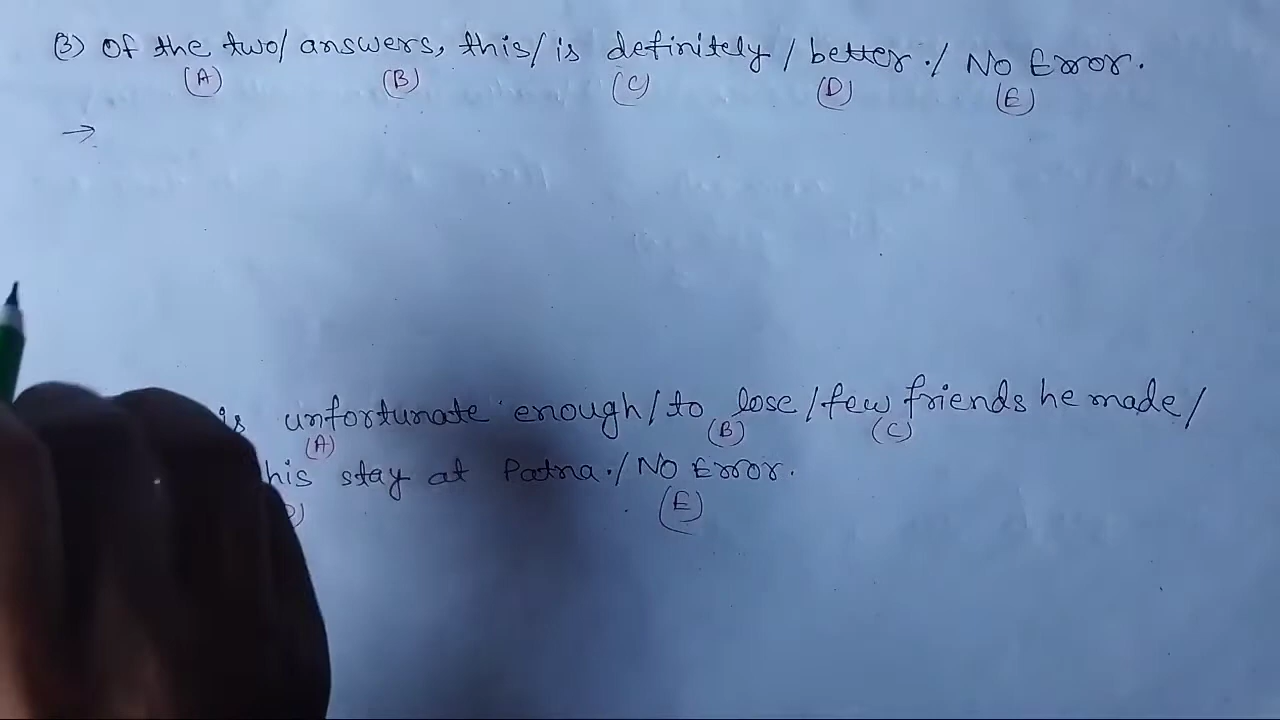 (3) Of the two/ answers, this/ is definitely / better ./ No Error.
(A) (B) (C) (D) (E)
→
is unfortunate enough/ to lose / few friends he made /
(A) (B) (C)
his stay at Patna ./ No Error.
(E)